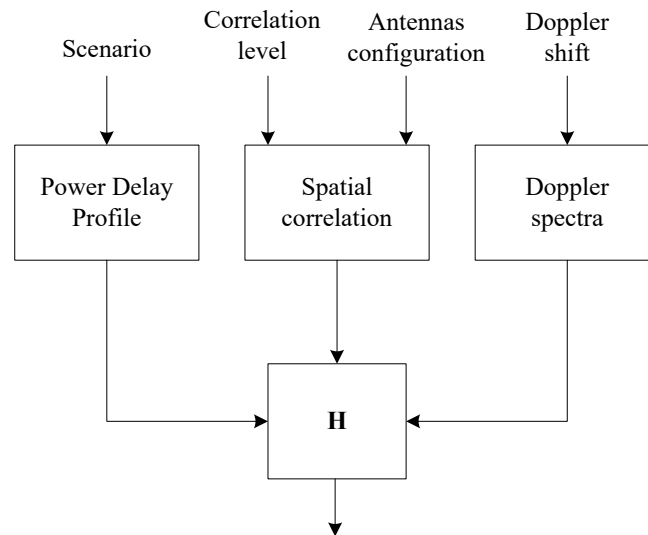 Scenario
Correlation
level
Antennas
configuration
Doppler
shift
Power Delay
Profile
Spatial
correlation
Doppler
spectra
H